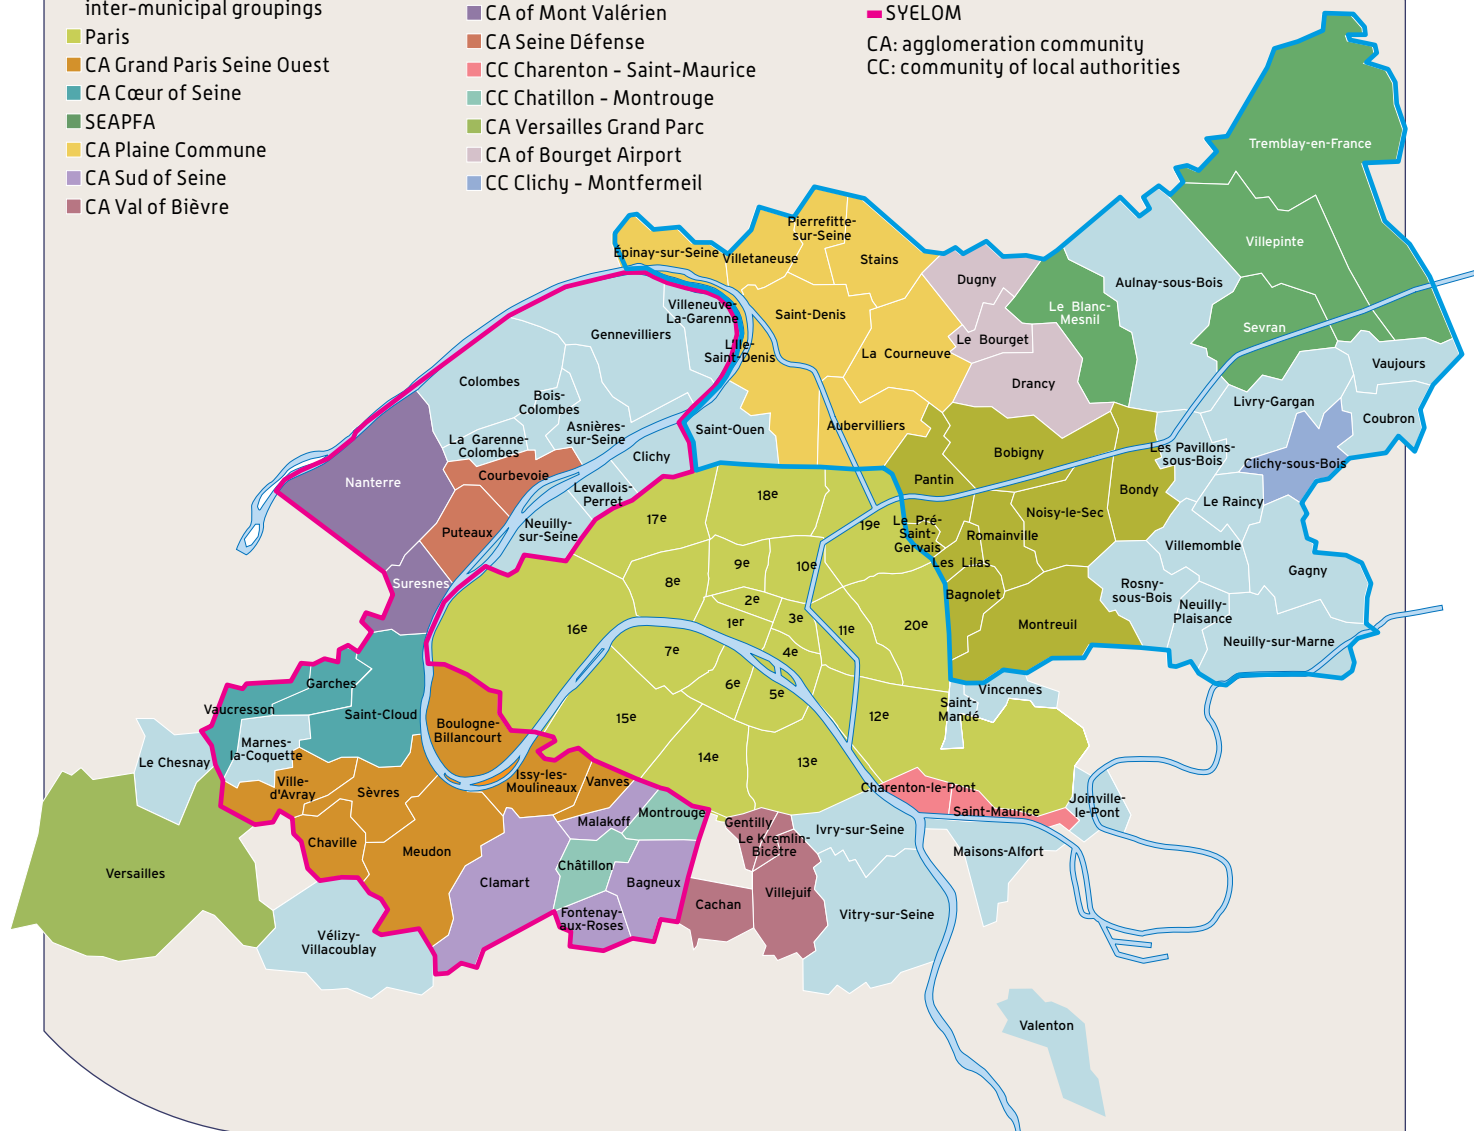 inter-municipal groupings
Paris
CA Grand Paris Seine Ouest
CA Cœur of Seine
SEAPFA
CA Plaine Commune
CA Sud of Seine
CA Val of Bièvre
CA of Mont Valérien
CA Seine Défense
CC Charenton - Saint-Maurice
CC Chatillon - Montrouge
CA Versailles Grand Parc
CA of Bourget Airport
CC Clichy - Montfermeil
SYELOM
CA: agglomeration community
CC: community of local authorities
Tremblay-en-France
Villepinte
Sevran
Le Blanc-
Mesnil
Aulnay-sous-Bois
Dugny
Le Bourget
Drancy
Pierrefitte-
sur-Seine
Épinay-sur-Seine
Villetaneuse
Stains
Saint-Denis
La Courneuve
Aubervilliers
L'Ile-
Saint-Denis
Villeneuve-
La-Garenne
Gennevilliers
Colombes
Bois-
Colombes
Asnières-
sur-Seine
La Garenne-
Colombes
Courbevoie
Clichy
Saint-Ouen
Levallois-
Perret
Neuilly-
sur-Seine
Nanterre
Puteaux
Suresnes
Vaujours
Livry-Gargan
Coubron
Clichy-sous-Bois
Les Pavillons-
sous-Bois
Le Raincy
Villemomble
Gagny
Rosny-
sous-Bois
Neuilly-
Plaisance
Neuilly-sur-Marne
Bobigny
Pantin
Bondy
Noisy-le-Sec
Le Pré-
Saint-
Gervais
Romainville
Les Lilas
Bagnolet
Montreuil
18e
17e
19e
9e
10e
8e
2e
1er
3e
11e
20e
16e
7e
4e
6e
5e
15e
12e
14e
13e
Vincennes
Saint-
Mandé
Garches
Vaucresson
Saint-Cloud
Marnes-
la-Coquette
Le Chesnay
Ville-
d'Avray
Sèvres
Boulogne-
Billancourt
Issy-les-
Moulineaux
Vanves
Malakoff
Montrouge
Chaville
Meudon
Versailles
Clamart
Châtillon
Bagneux
Fontenay-
aux-Roses
Vélizy-
Villacoublay
Gentilly
Le Kremlin-
Bicêtre
Villejuif
Cachan
Ivry-sur-Seine
Vitry-sur-Seine
Charenton-le-Pont
Saint-Maurice
Joinville-
le-Pont
Maisons-Alfort
Valenton